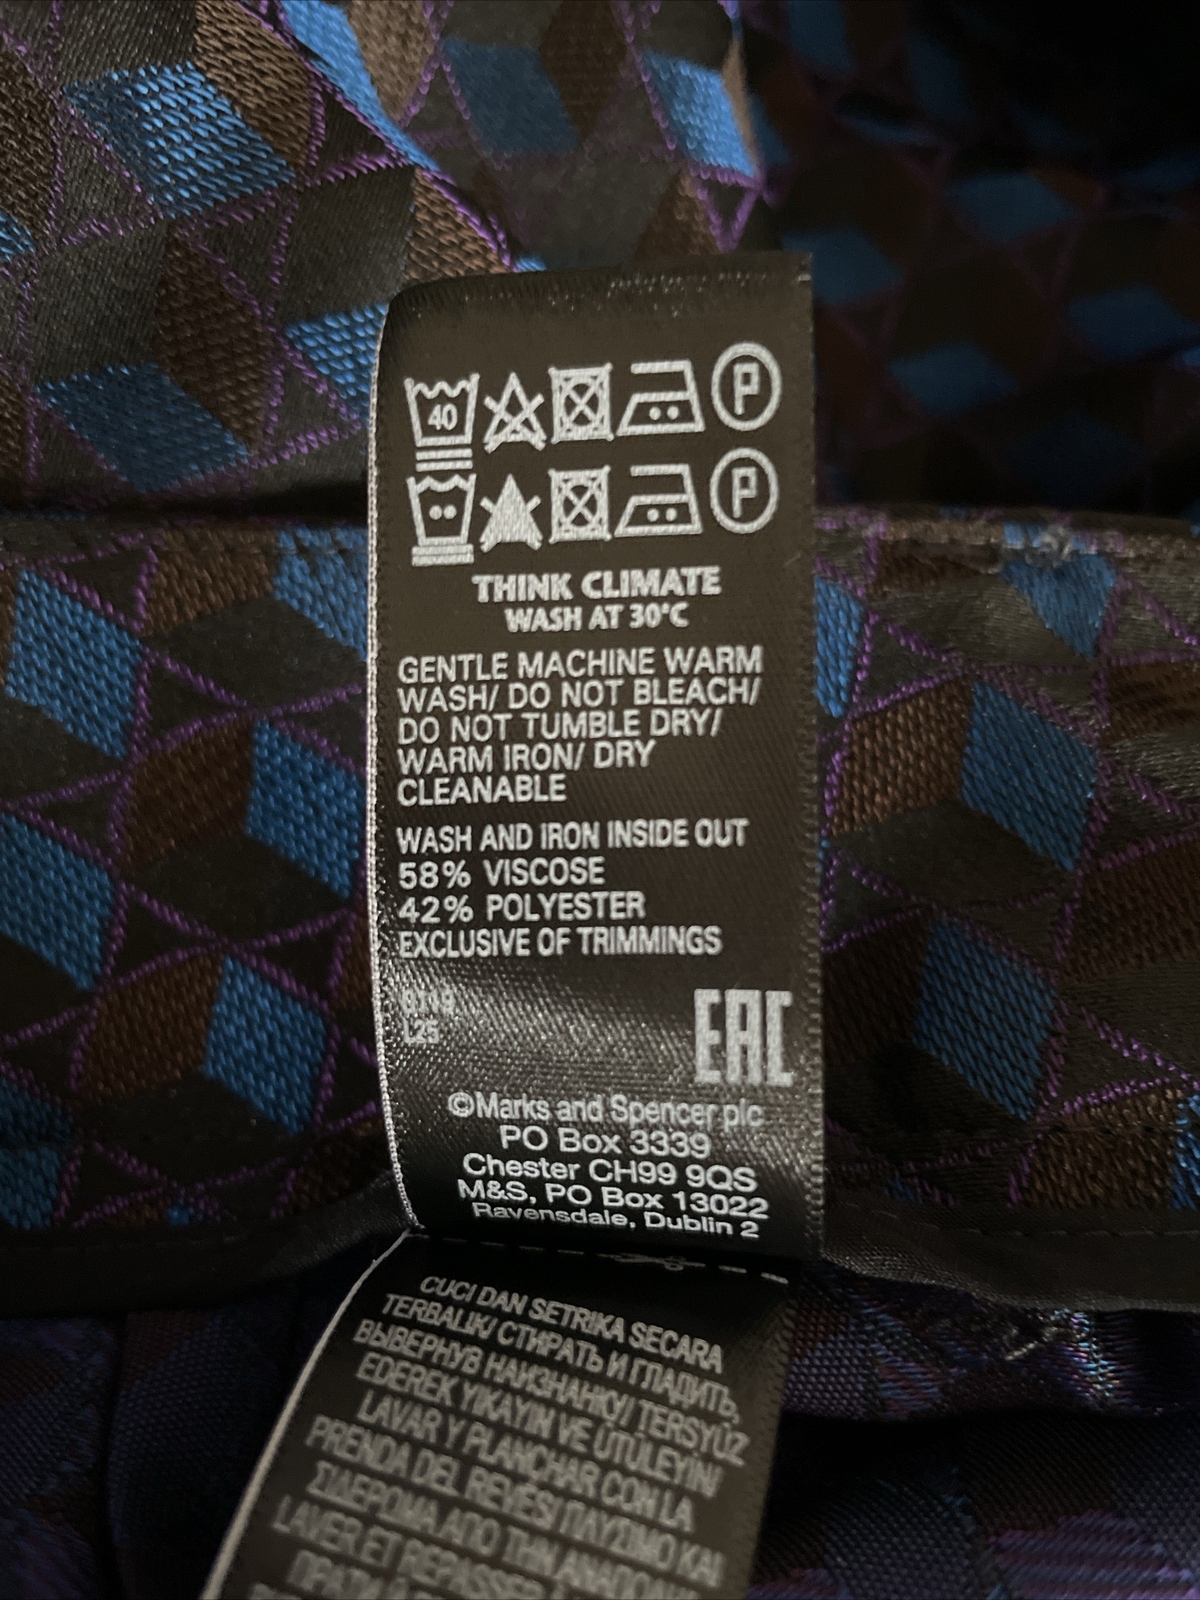 40
P
P
THINK CLIMATE
WASH AT 30°C
GENTLE MACHINE WARM
WASH/ DO NOT BLEACH/
DO NOT TUMBLE DRY/
WARM IRON/ DRY
CLEANABLE
WASH AND IRON INSIDE OUT
58% VISCOSE
42% POLYESTER
EXCLUSIVE OF TRIMMINGS
L25
EAC
©Marks and Spencer plc
PO Box 3339
Chester CH99 9QS
M&S, PO Box 13022
Ravensdale, Dublin 2
CUCI DAN SETRIKA SECARA
TERBALIK/ СТИРАТЬ И ГЛАДИТЬ,
ВЫВЕРНУВ НАИЗНАНКУ/ TERSYÜZ
EDEREK YIKAYIN VE ÜTÜLEYİN/
LAVAR Y PLANCHAR CON LA
PRENDA DEL REVÉS/ ΠΛΥΣΙΜΟ ΚΑΙ
ΣΙΔΕΡΩΜΑ ΑΠΟ ΤΗΝ ΑΝΑΠΟΔΗ/
LAVER ET REPASSER